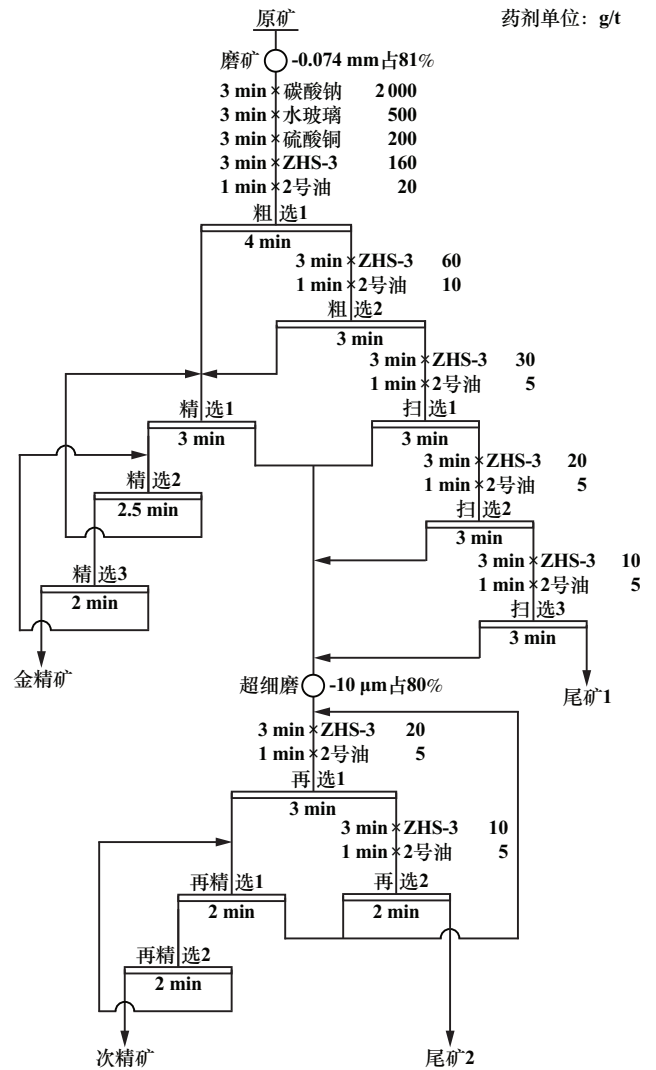 原矿
药剂单位：g/t
磨矿 -0.074 mm占81%
3 min 碳酸钠 2 000
3 min 水玻璃 500
3 min 硫酸铜 200
3 min ZHS-3 160
1 min 2号油 20
粗选1
4 min
3 min ZHS-3 60
1 min 2号油 10
粗选2
3 min
3 min ZHS-3 30
1 min 2号油 5
精选1
3 min
扫选1
3 min
3 min ZHS-3 20
1 min 2号油 5
精选2
2.5 min
扫选2
3 min
3 min ZHS-3 10
1 min 2号油 5
精选3
2 min
扫选3
3 min
金精矿
超细磨 -10 μm占80%
尾矿1
3 min ZHS-3 20
1 min 2号油 5
再选1
3 min
3 min ZHS-3 10
1 min 2号油 5
再精选1
2 min
再选2
2 min
再精选2
2 min
次精矿
尾矿2